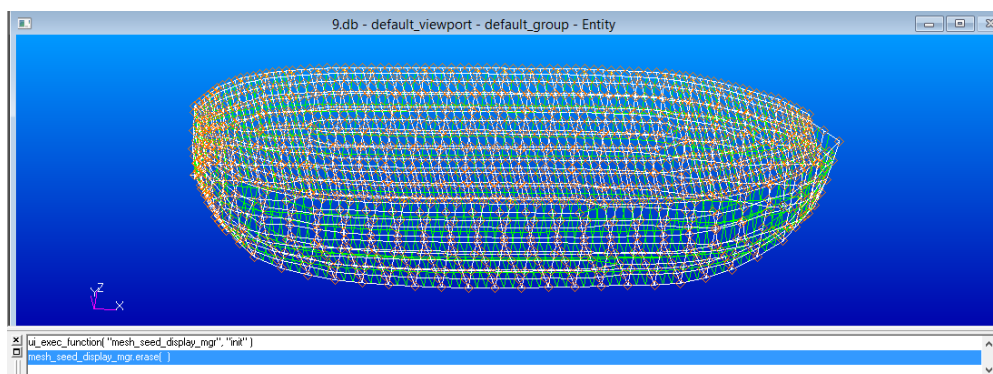 9.db - default_viewport - default_group - Entity
Z
Y
X
ui_exec_function( "mesh_seed_display_mgr", "init" )
mesh_seed_display_mgr.erase( )